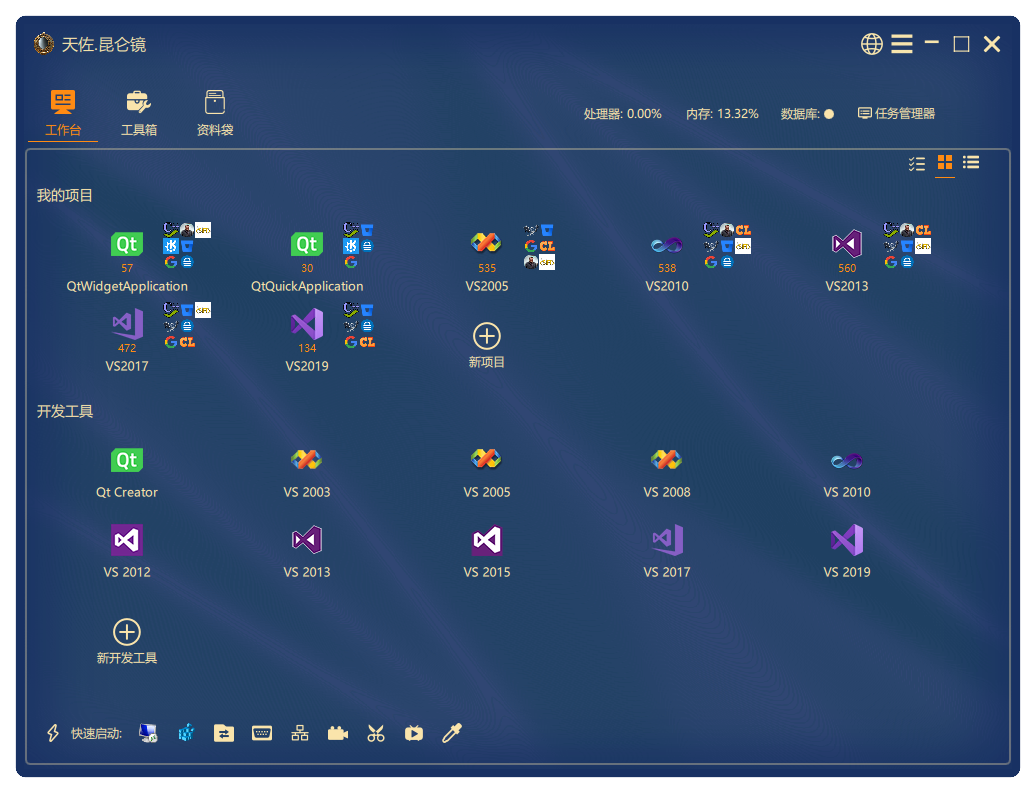 天佐.昆仑镜
工作台 工具箱 资料袋
处理器: 0.00% 内存: 13.32% 数据库: 任务管理器
我的项目
Qt Qt
57 30 535 538 560
QtWidgetApplication QtQuickApplication VS2005 VS2010 VS2013
472 134
VS2017 VS2019 新项目
开发工具
Qt
Qt Creator VS 2003 VS 2005 VS 2008 VS 2010
VS 2012 VS 2013 VS 2015 VS 2017 VS 2019
新开发工具
快速启动: